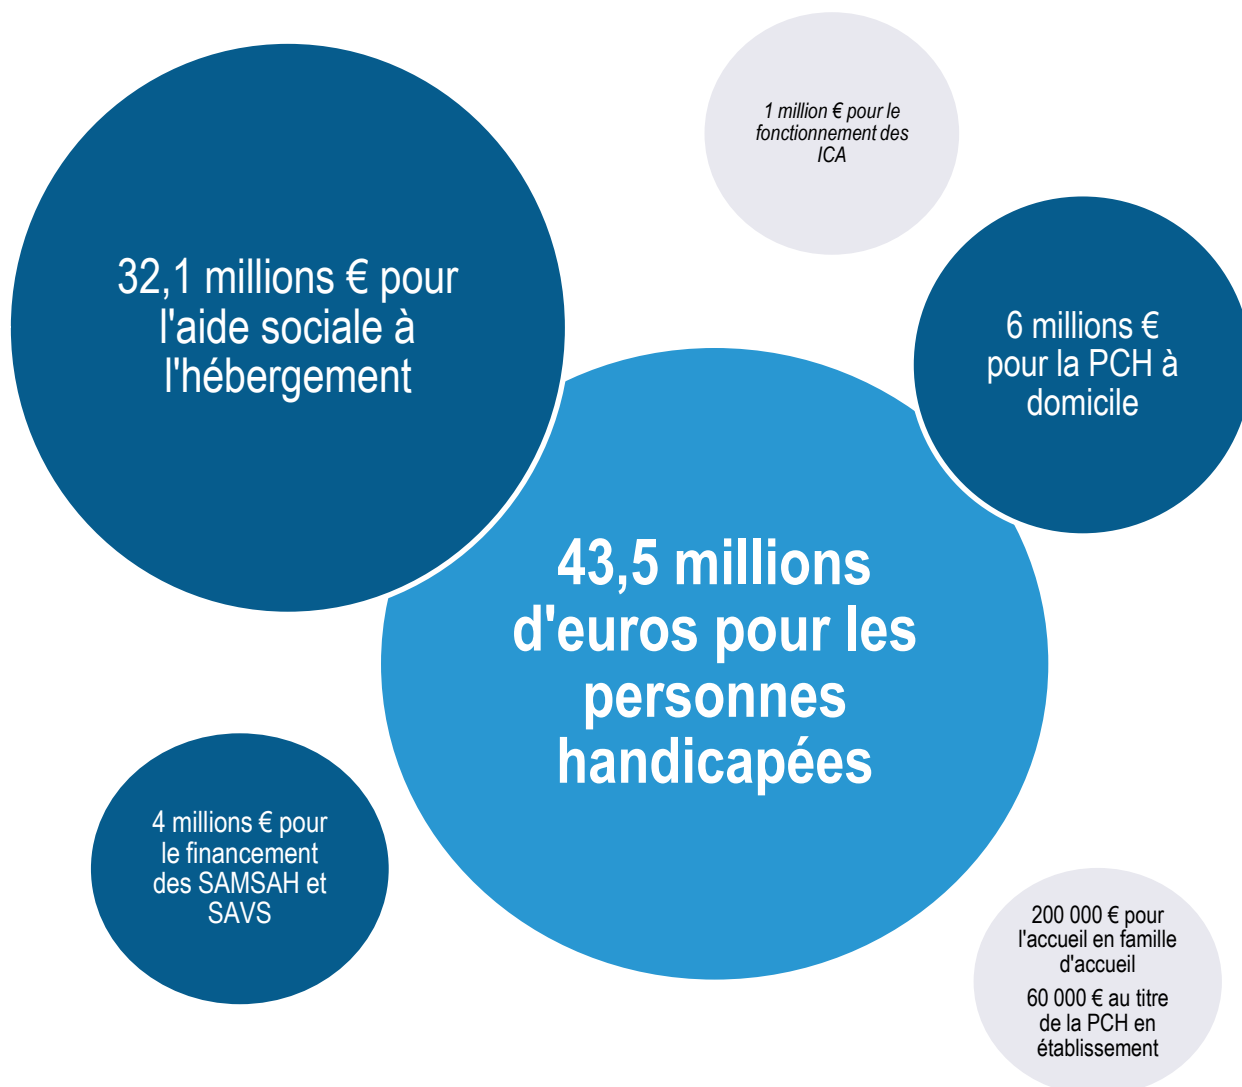 1 million € pour le
fonctionnement des
ICA
32,1 millions € pour
l'aide sociale à
l'hébergement
6 millions €
pour la PCH à
domicile
43,5 millions
d'euros pour les
personnes
handicapées
4 millions € pour
le financement
des SAMSAH et
SAVS
200 000 € pour
l'accueil en famille
d'accueil
60 000 € au titre
de la PCH en
établissement